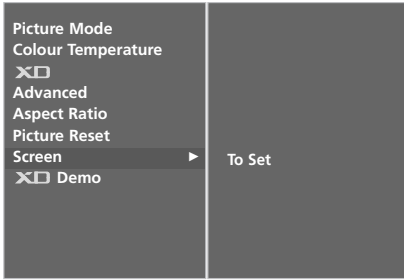 Picture Mode
Colour Temperature
XD
Advanced
Aspect Ratio
Picture Reset
Screen ►
To Set
XD Demo